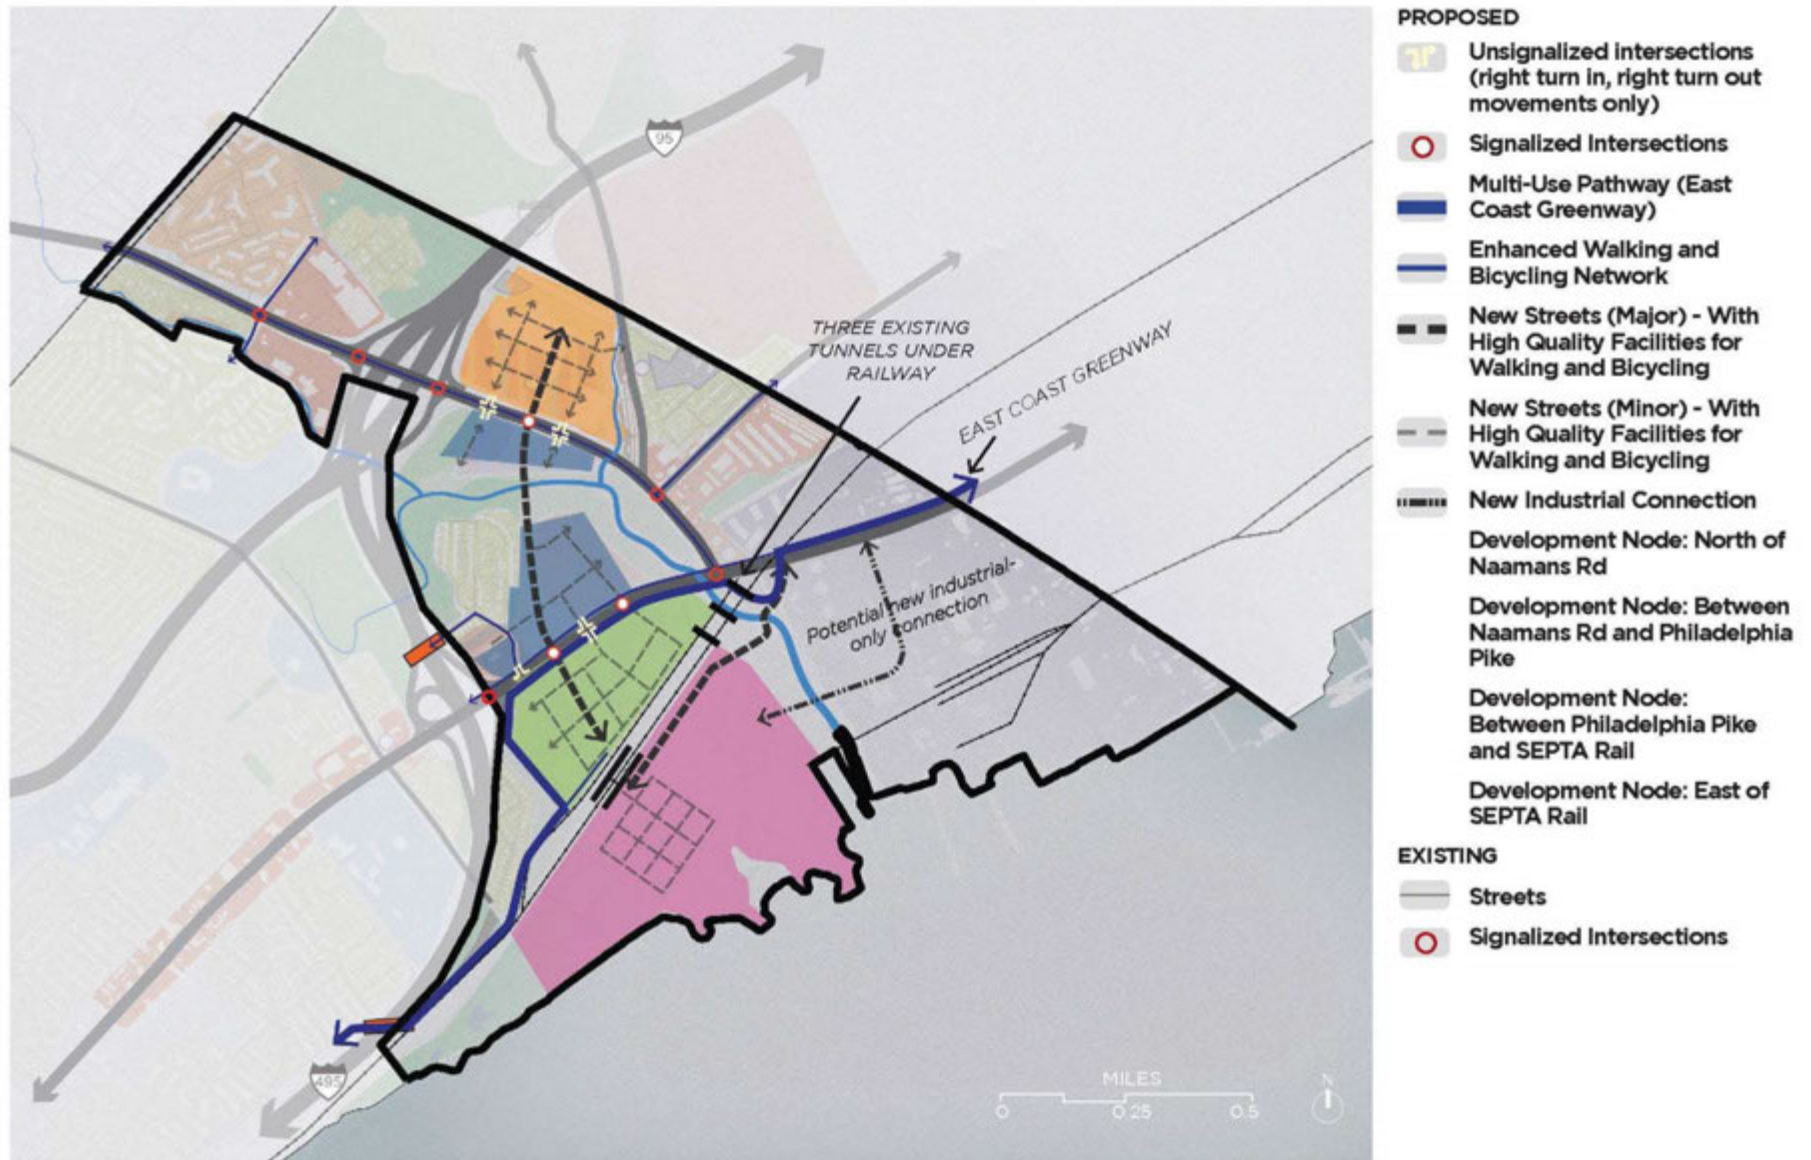 95
THREE EXISTING
TUNNELS UNDER
RAILWAY
EAST COAST GREENWAY
Potential new industrial-
only connection
495
MILES
0
0.25
0.5
N
PROPOSED
Unsignalized intersections
(right turn in, right turn out
movements only)
Signalized Intersections
Multi-Use Pathway (East
Coast Greenway)
Enhanced Walking and
Bicycling Network
New Streets (Major) - With
High Quality Facilities for
Walking and Bicycling
New Streets (Minor) - With
High Quality Facilities for
Walking and Bicycling
New Industrial Connection
Development Node: North of
Naamans Rd
Development Node: Between
Naamans Rd and Philadelphia
Pike
Development Node:
Between Philadelphia Pike
and SEPTA Rail
Development Node: East of
SEPTA Rail
EXISTING
Streets
Signalized Intersections